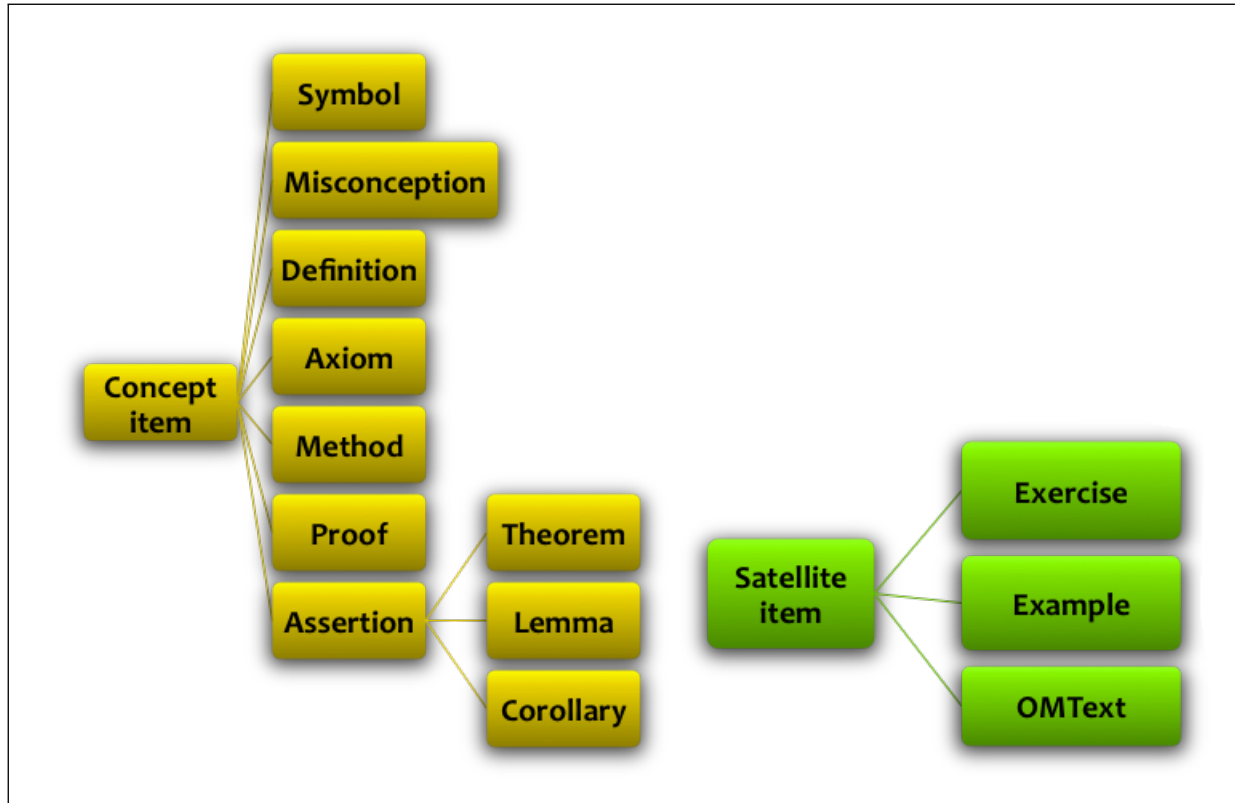 Symbol
Misconception
Definition
Axiom
Concept
item
Method
Proof
Assertion
Theorem
Lemma
Corollary
Satellite
item
Exercise
Example
OMText